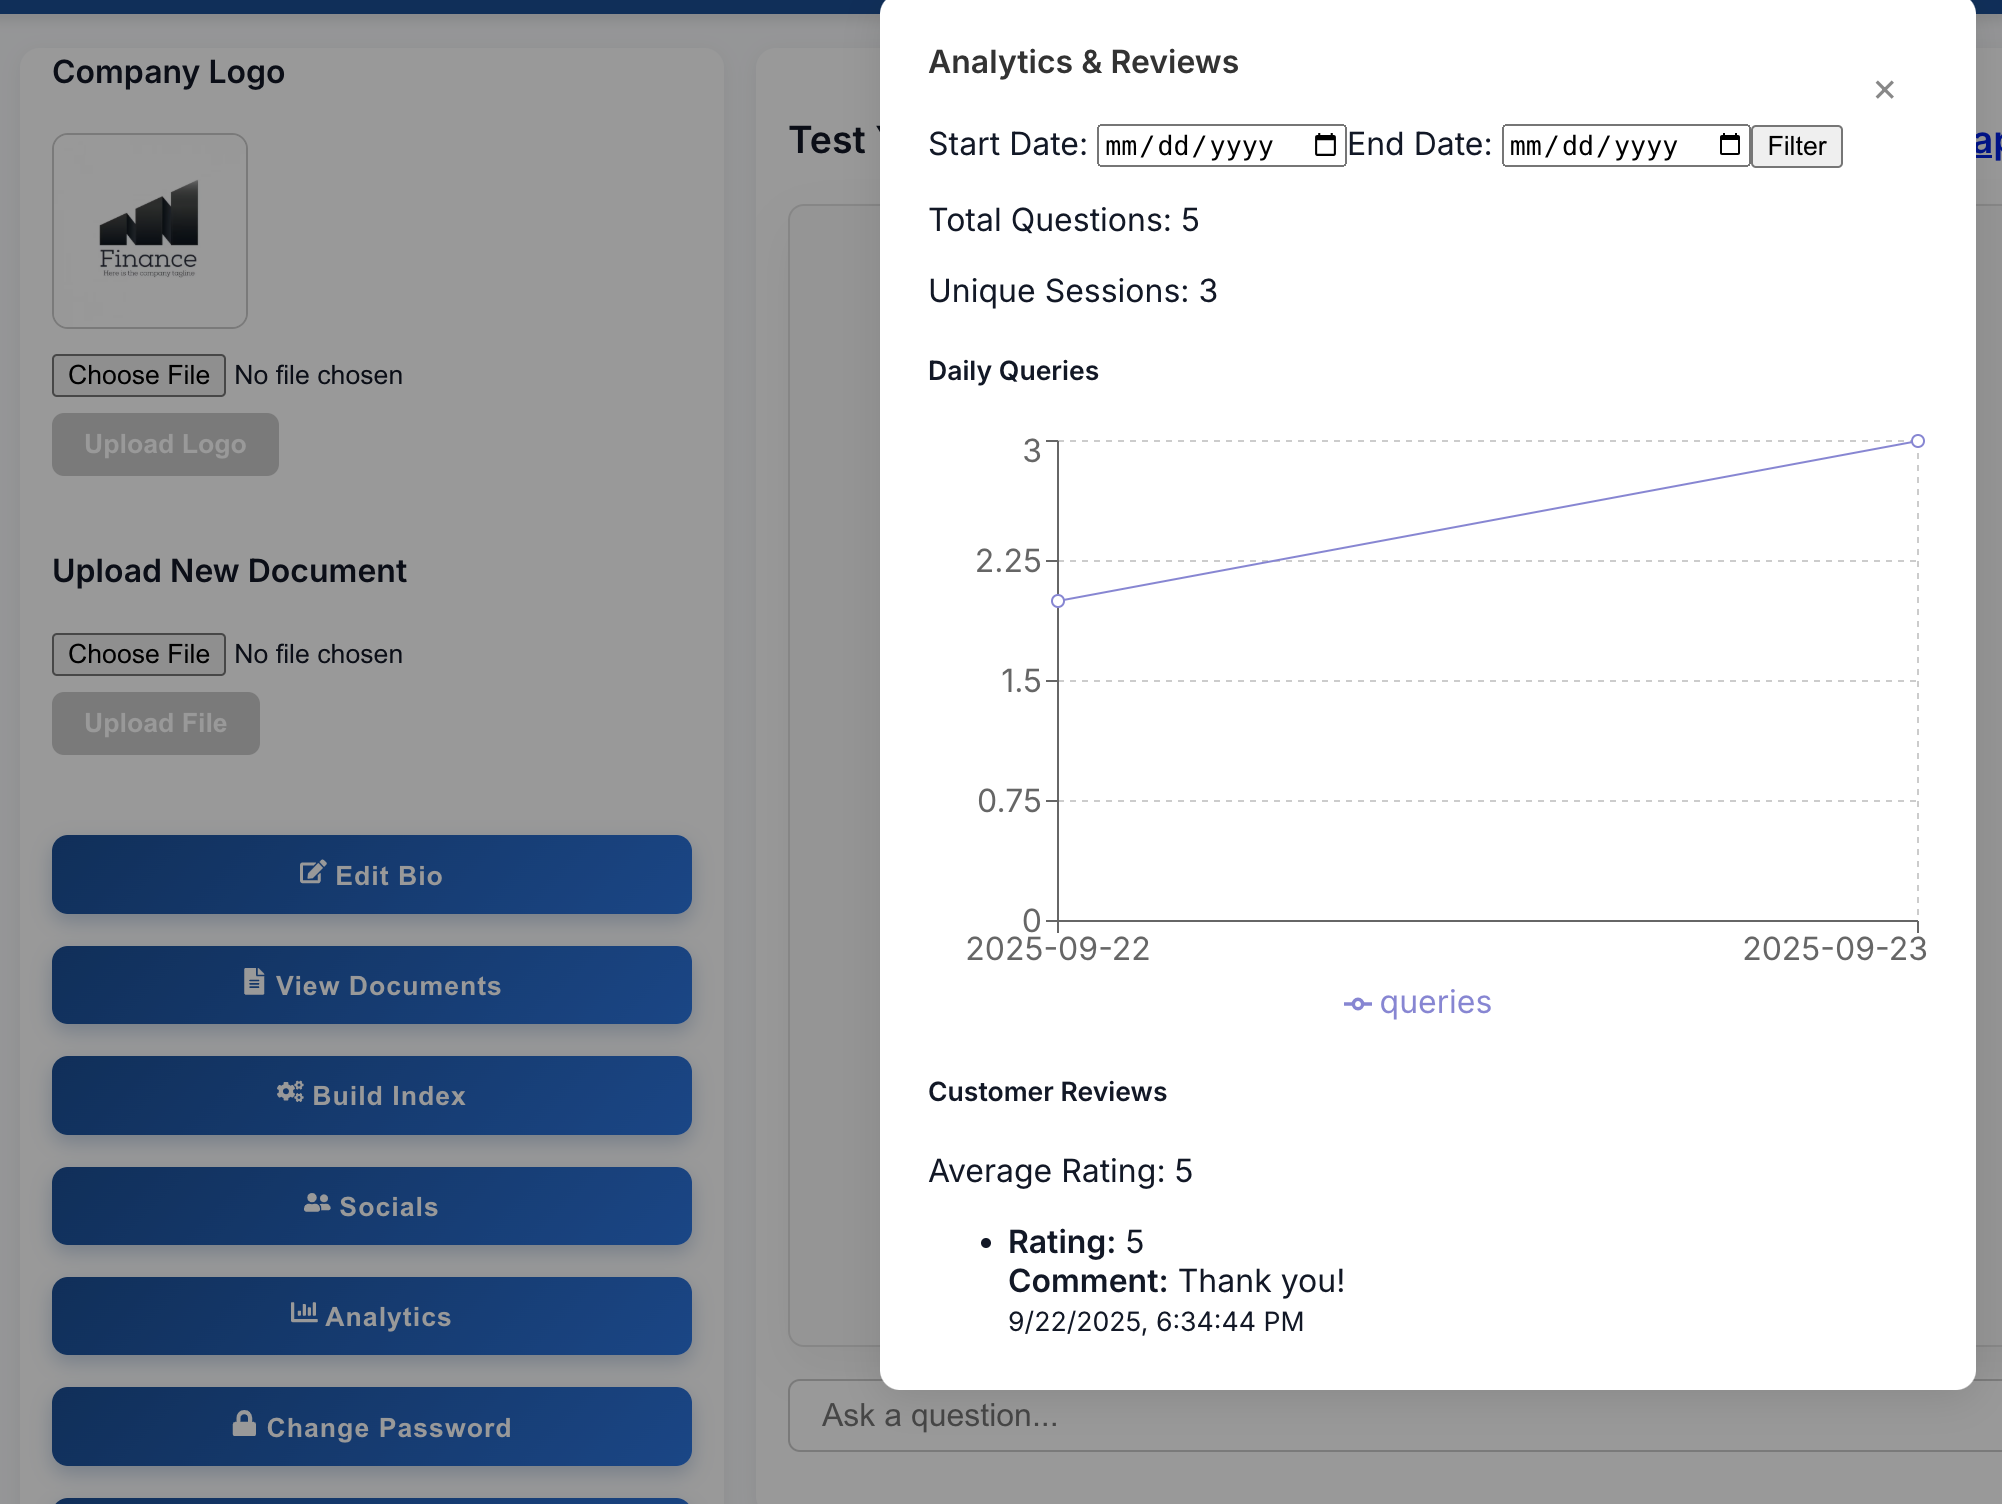 Company Logo
Finance
Here is the company tagline
Choose File No file chosen
Upload Logo
Upload New Document
Choose File No file chosen
Upload File
Edit Bio
View Documents
Build Index
Socials
Analytics
Change Password
Test
Analytics & Reviews
×
Start Date: mm/dd/yyyy End Date: mm/dd/yyyy Filter
Total Questions: 5
Unique Sessions: 3
Daily Queries
3
2.25
1.5
0.75
0
2025-09-22 2025-09-23
queries
Customer Reviews
Average Rating: 5
• Rating: 5
Comment: Thank you!
9/22/2025, 6:34:44 PM
Ask a question...